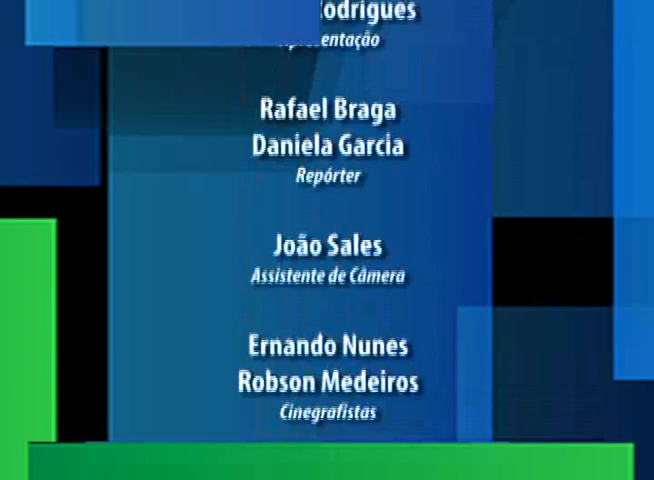 Rafael Braga
Daniela Garcia
Repórter
João Sales
Assistente de Câmera
Ernando Nunes
Robson Medeiros
Cinegrafistas